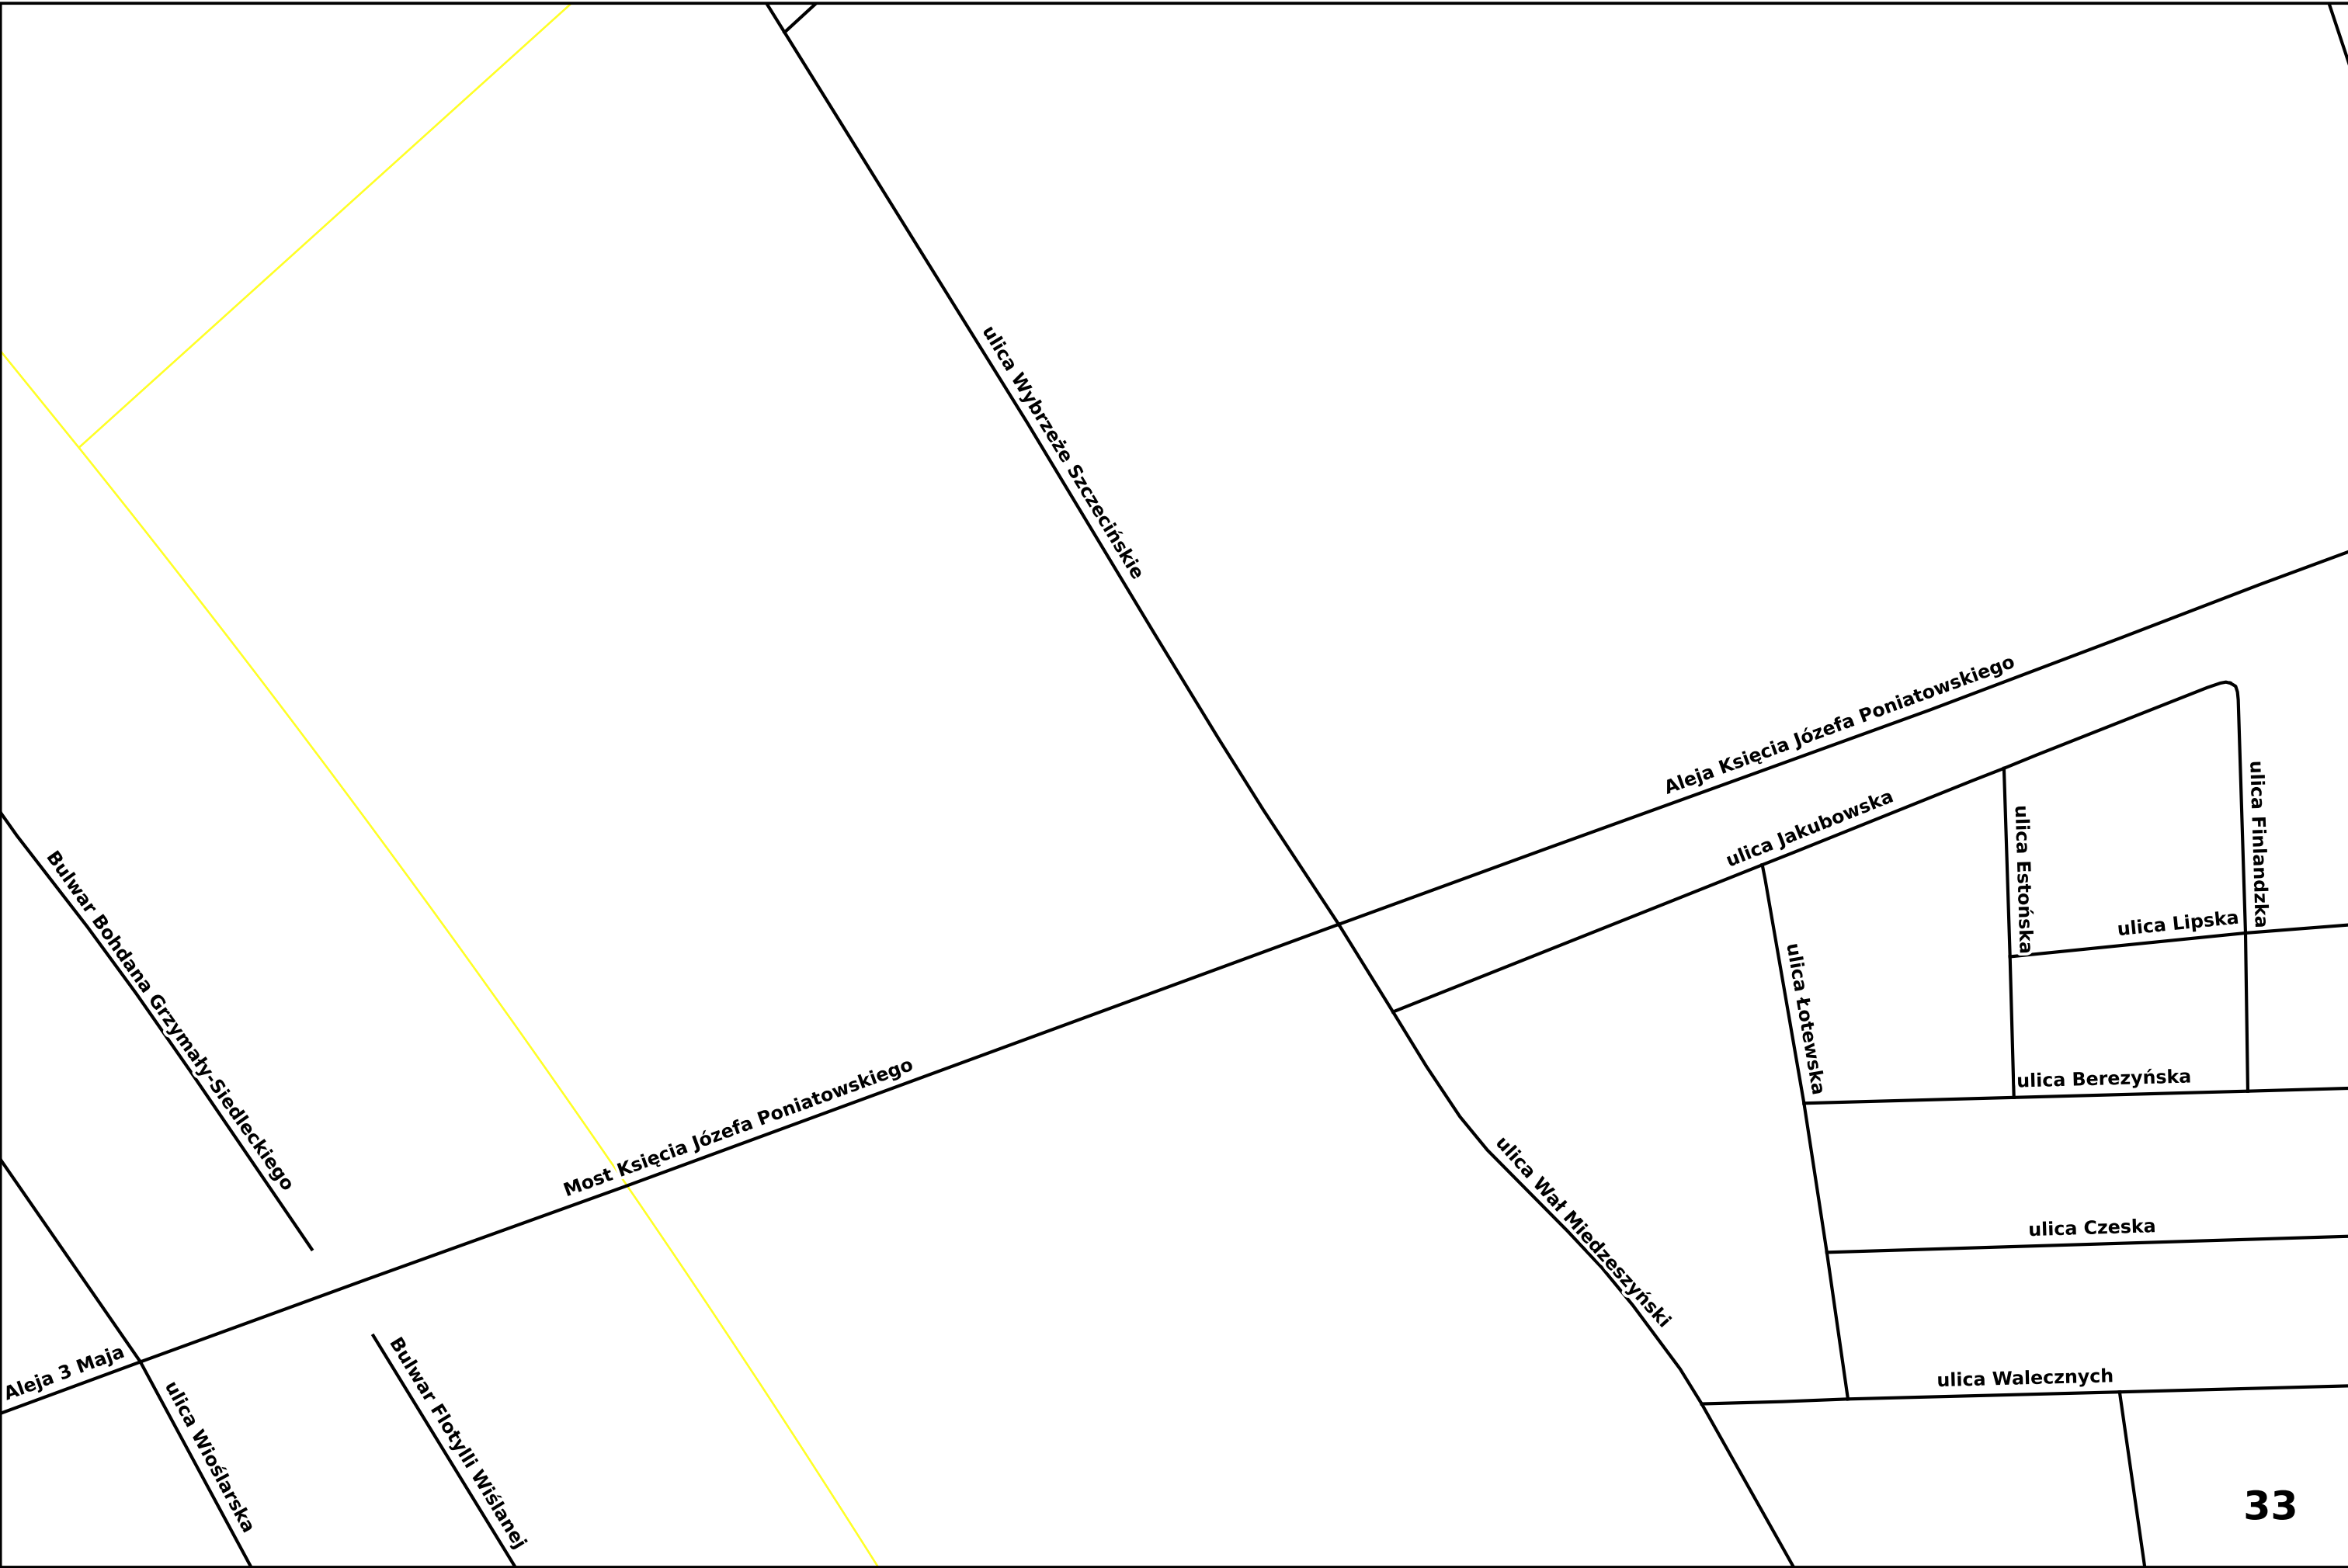 ulica Wybrzeże Szczecińskie
Aleja Księcia Józefa Poniatowskiego
ulica Jakubowska
ulica Finlandzka
ulica Estońska
ulica Lipska
Bulwar Bohdana Grzymały-Siedleckiego
ulica Łotewska
Most Księcia Józefa Poniatowskiego
ulica Berezyńska
ulica Wał Miedzeszyński
ulica Czeska
Aleja 3 Maja
Bulwar Flotylli Wiślanej
ulica Walecznych
ulica Wioślarska
33